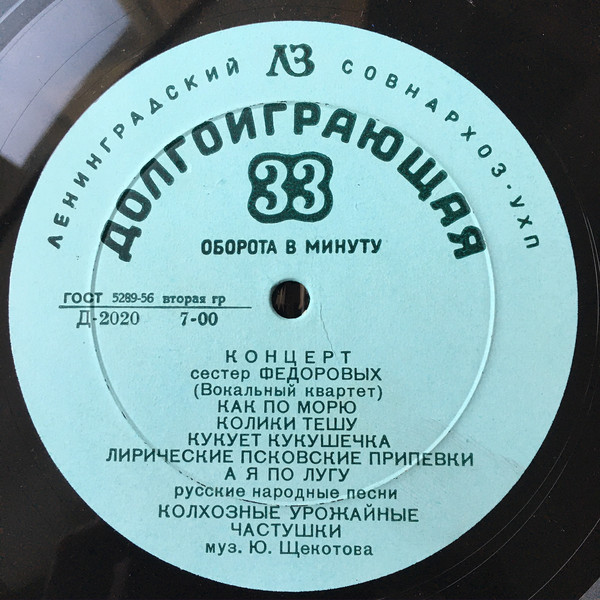 ЛЕНИНГРАДСКИЙ ЛЗ СОВНАРХОЗ-УХП
ДОЛГОИГРАЮЩАЯ
33
ОБОРОТА В МИНУТУ
ГОСТ 5289-56 вторая гр
Д-2020 7-00
КОНЦЕРТ
сестер ФЕДОРОВЫХ
(Вокальный квартет)
КАК ПО МОРЮ
КОЛИКИ ТЕШУ
КУКУЕТ КУКУШЕЧКА
ЛИРИЧЕСКИЕ ПСКОВСКИЕ ПРИПЕВКИ
А Я ПО ЛУГУ
русские народные песни
КОЛХОЗНЫЕ УРОЖАЙНЫЕ
ЧАСТУШКИ
муз. Ю. Щекотова